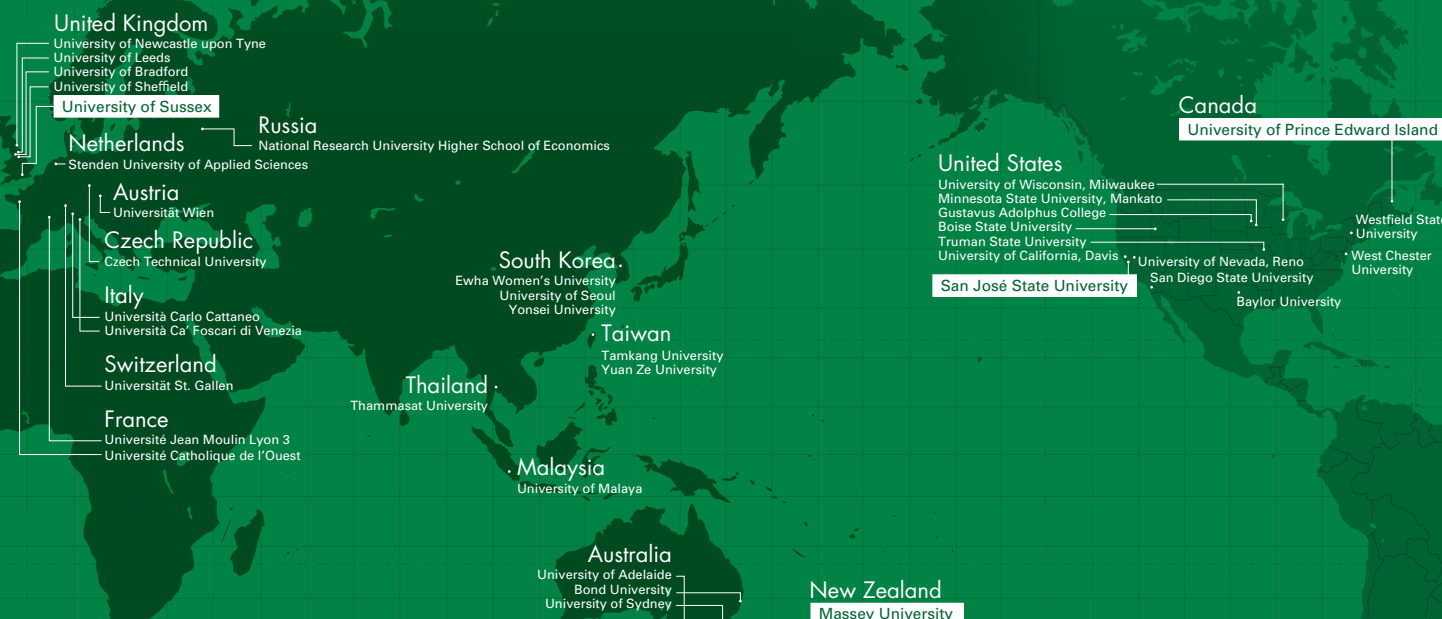 United Kingdom
University of Newcastle upon Tyne
University of Leeds
University of Bradford
University of Sheffield
University of Sussex
Russia
National Research University Higher School of Economics
Netherlands
Stenden University of Applied Sciences
Austria
Universität Wien
Czech Republic
Czech Technical University
Italy
Università Carlo Cattaneo
Università Ca' Foscari di Venezia
Switzerland
Universität St. Gallen
France
Université Jean Moulin Lyon 3
Université Catholique de l'Ouest
South Korea
Ewha Women's University
University of Seoul
Yonsei University
Taiwan
Tamkang University
Yuan Ze University
Thailand
Thammasat University
Malaysia
University of Malaya
Australia
University of Adelaide
Bond University
University of Sydney
New Zealand
Massey University
Canada
University of Prince Edward Island
United States
University of Wisconsin, Milwaukee
Minnesota State University, Mankato
Gustavus Adolphus College
Boise State University
Truman State University
University of California, Davis
San José State University
University of Nevada, Reno
San Diego State University
Baylor University
Westfield State
University
West Chester
University